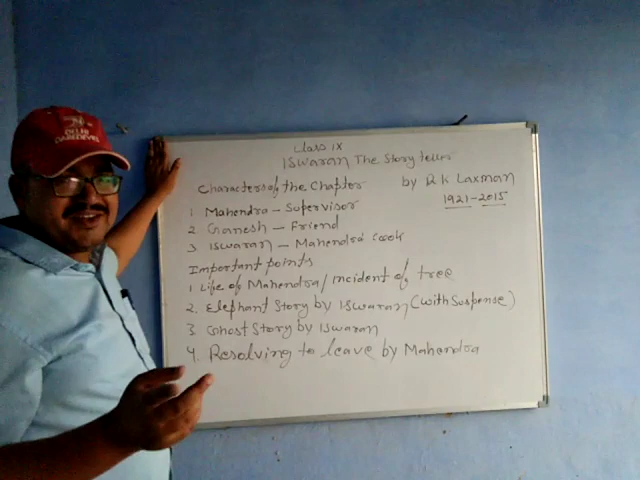 DELHI
DAREDEVILS
Class IX
ISwaran The Story teller
by R.K Laxman
1921-2015
Characters of the Chapter
1 Mahendra - Supervisor
2 Ganesh - Friend
3 Iswaran - Mahendra cook
Important points
1 Life of Mahendra/incident of tree
2. Elephant Story by ISwaran (with Suspense)
3. Ghost Story by ISwaran
4. Resolving to leave by Mahendra